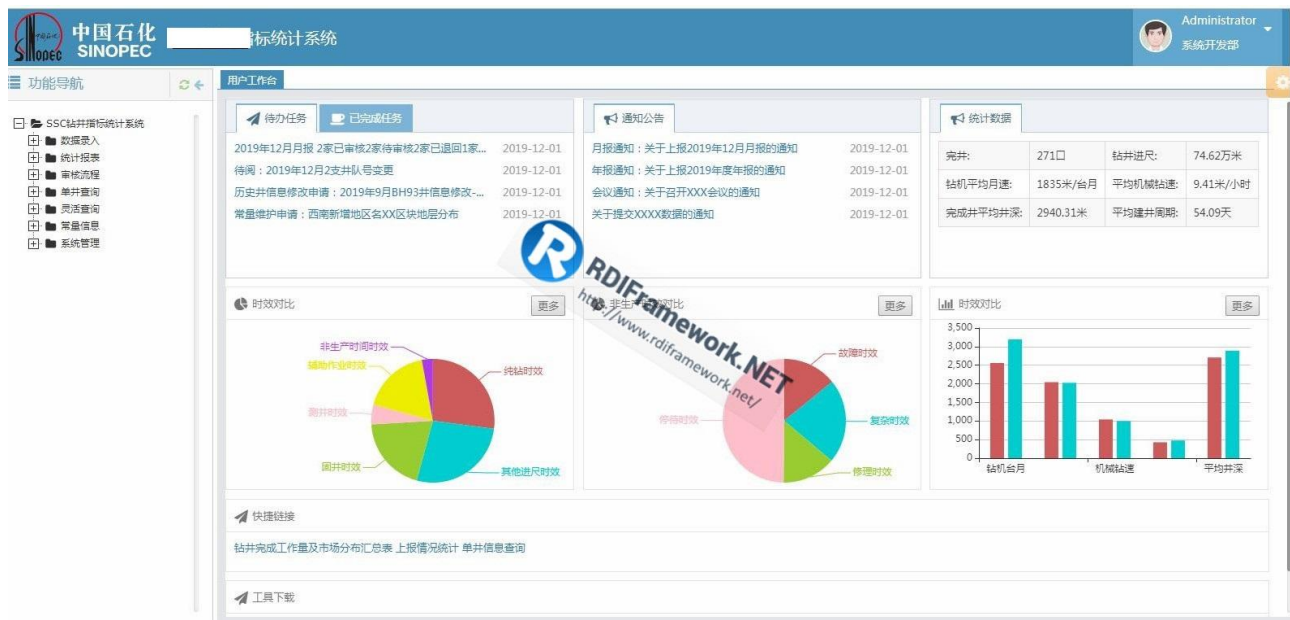 中国石化
SINOPEC
Sinopec
标统计系统
Administrator
系统开发部
功能导航
用户工作台
SSC钻井指标统计系统
数据录入
统计报表
审核流程
单井查询
灵活查询
常量信息
系统管理
待办任务 已完成任务
2019年12月月报 2家已审核2家待审核2家已退回1家... 2019-12-01
待阅：2019年12月2支井队号变更 2019-12-01
历史井信息修改申请：2019年9月BH93井信息修改-... 2019-12-01
常量维护申请：西南新增地区名XX区块地层分布 2019-12-01
通知公告
月报通知：关于上报2019年12月月报的通知 2019-12-01
年报通知：关于上报2019年度年报的通知 2019-12-01
会议通知：关于召开XXX会议的通知 2019-12-01
关于提交XXXX数据的通知 2019-12-01
统计数据
完井: 271口 钻井进尺: 74.62万米
钻机平均月速: 1835米/台月 平均机械钻速: 9.41米/小时
完成井平均井深: 2940.31米 平均建井周期: 54.09天
RDIFramework.NET
http://www.rdiframework.net/
时效对比 更多
非生产时间时效
辅助作业时效
测井时效
固井时效
纯钻时效
其他进尺时效
非生产 对比 更多
故障时效
停待时效
复杂时效
修理时效
时效对比 更多
3,500
3,000
2,500
2,000
1,500
1,000
500
0
钻机台月 机械钻速 平均井深
快捷链接
钻井完成工作量及市场分布汇总表 上报情况统计 单井信息查询
工具下载